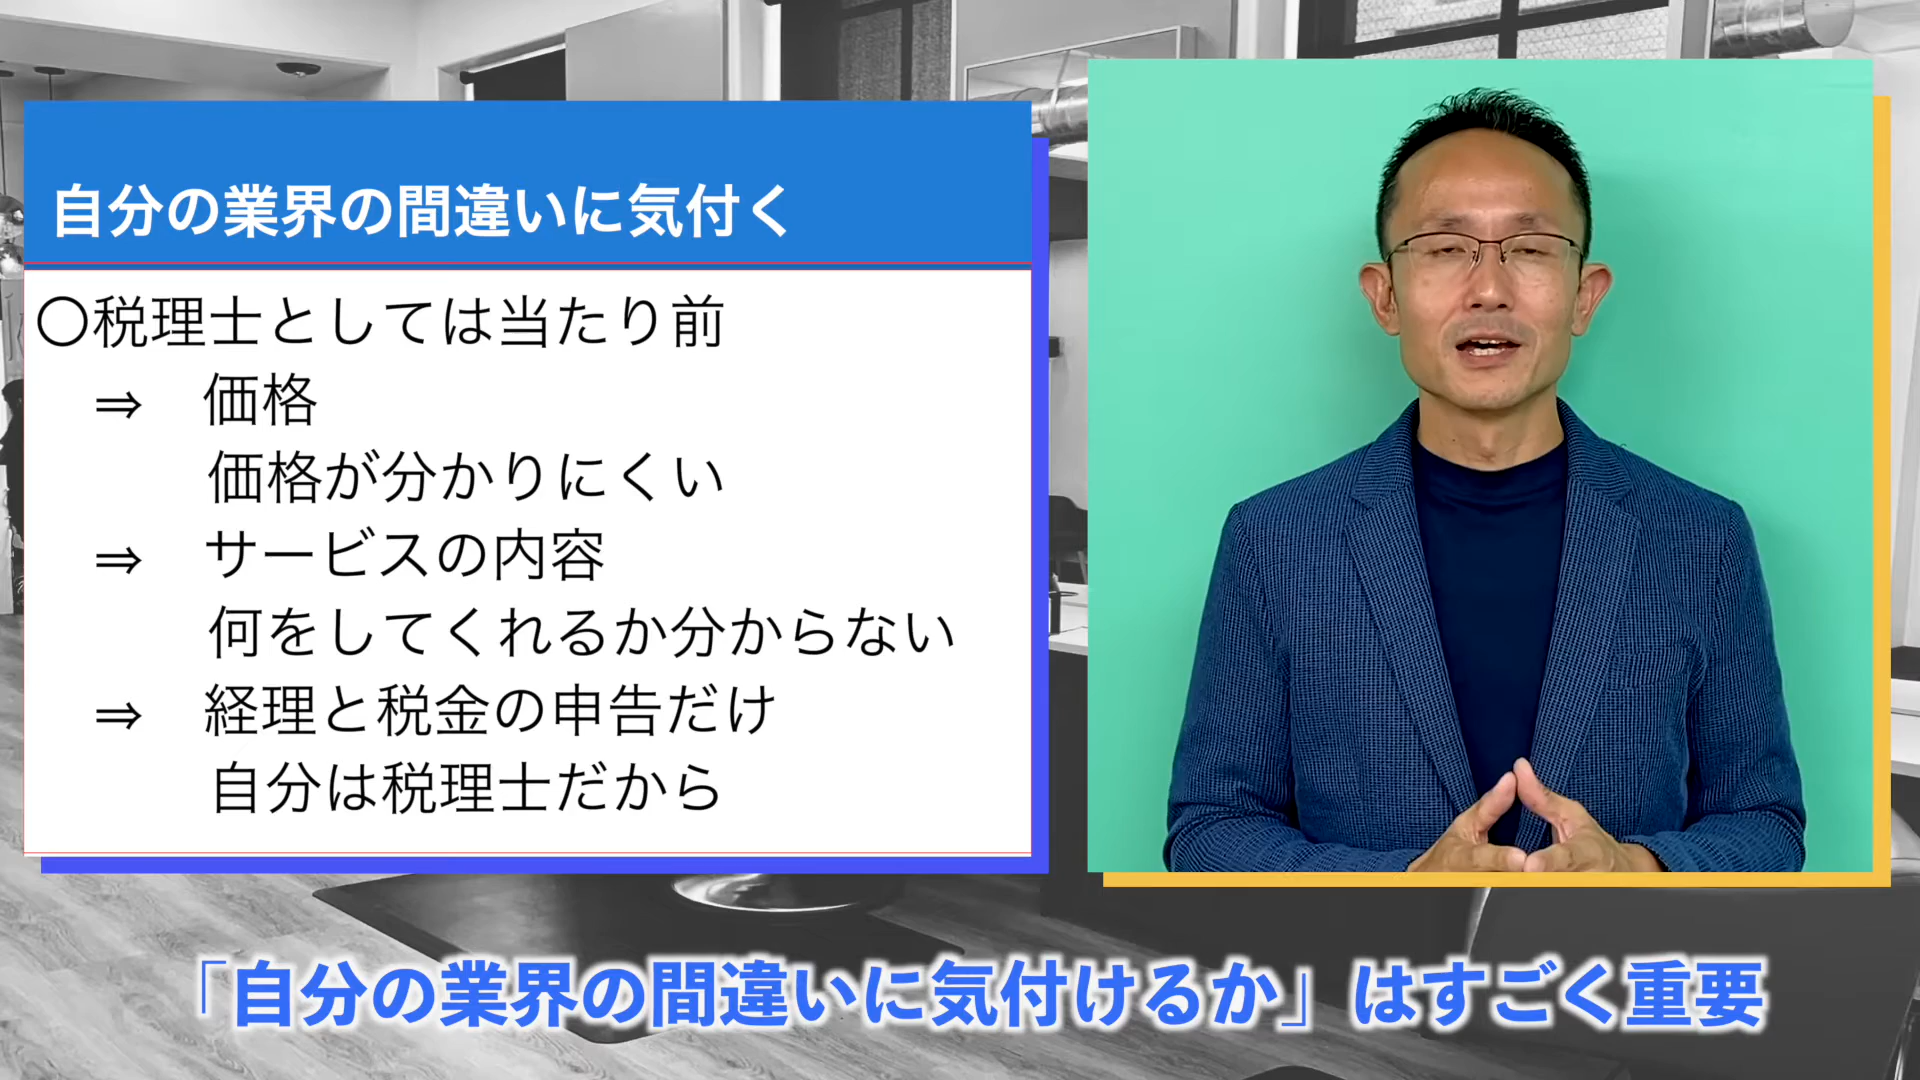 自分の業界の間違いに気付く
〇税理士としては当たり前
⇒ 価格
価格が分かりにくい
⇒ サービスの内容
何をしてくれるか分からない
⇒ 経理と税金の申告だけ
自分は税理士だから
「自分の業界の間違いに気付けるか」はすごく重要